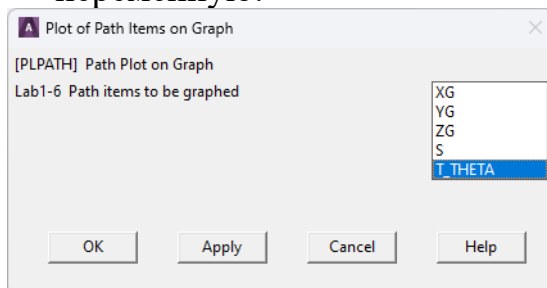 переменную:
Plot of Path Items on Graph
[PLPATH] Path Plot on Graph
Lab1-6 Path items to be graphed
XG
YG
ZG
S
T_THETA
OK Apply Cancel Help